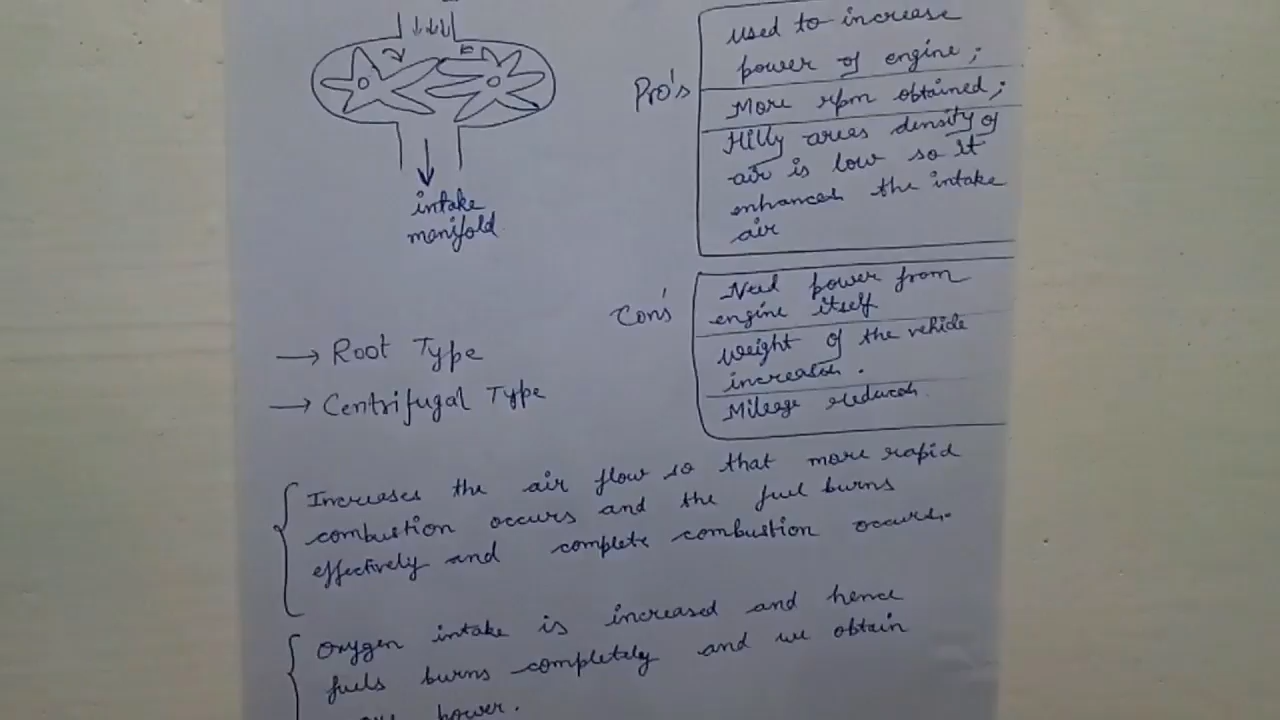 intake
manifold
Pro's
used to increase
power of engine;
More rpm obtained;
Hilly areas density of
air is low so it
enhances the intake
air
Con's
Need power from
engine itself
Weight of the vehicle
increases.
Mileage reduces
→ Root Type
→ Centrifugal Type
Increases the air flow so that more rapid
combustion occurs and the fuel burns
effectively and complete combustion occurs.
Oxygen intake is increased and hence
fuels burns completely and we obtain
power.